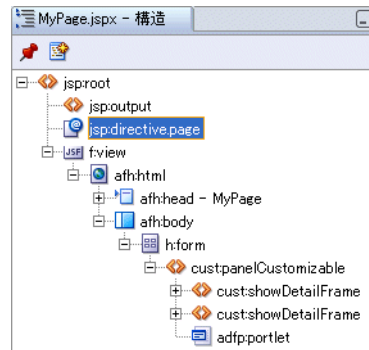 MyPage.jspx - 構造
jsp:root
jsp:output
jsp:directive.page
JSF f:view
afh:html
afh:head - MyPage
afh:body
h:form
cust:panelCustomizable
cust:showDetailFrame
cust:showDetailFrame
adfp:portlet